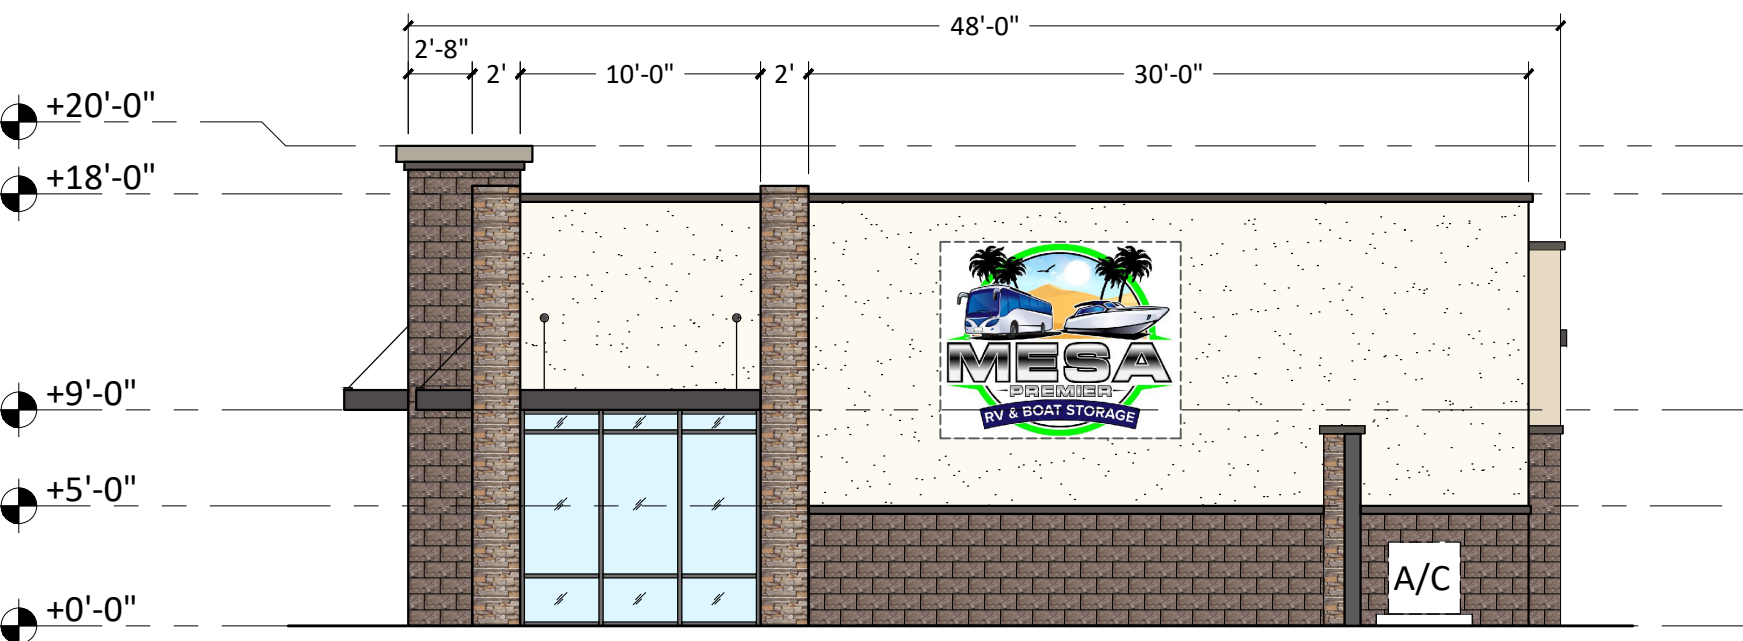 48'-0"
2'-8"
2'
10'-0"
2'
30'-0"
+20'-0"
+18'-0"
+9'-0"
+5'-0"
+0'-0"
MESA
PREMIER
RV & BOAT STORAGE
A/C